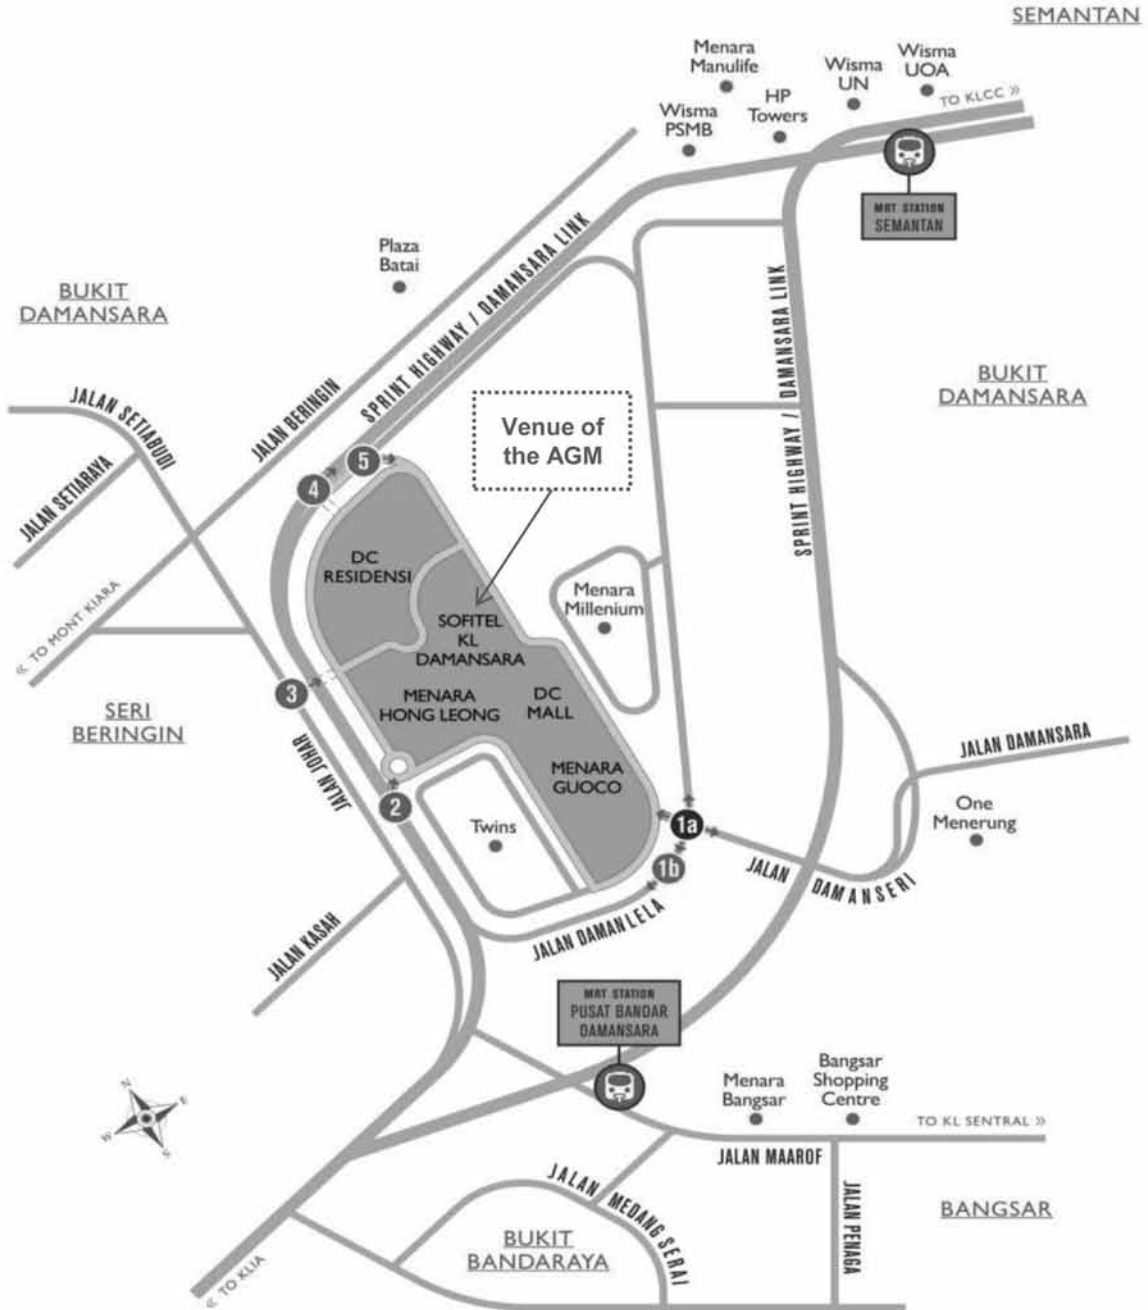 SEMANTAN
Menara
Manulife
Wisma
UN
Wisma
UOA
TO KLCC »
Wisma
PSMB
HP
Towers
MRT STATION
SEMANTAN
Plaza
Batai
BUKIT
DAMANSARA
SPRINT HIGHWAY / DAMANSARA LINK
SPRINT HIGHWAY / DAMANSARA LINK
BUKIT
DAMANSARA
JALAN SETIABUDI
JALAN BERINGIN
Venue of
the AGM
JALAN SETIARAYA
5
4
DC
RESIDENSI
Menara
Millenium
« TO MONT KIARA
SOFITEL
KL
DAMANSARA
SERI
BERINGIN
3
MENARA
HONG LEONG
DC
MALL
JALAN JOHAR
MENARA
GUOCO
JALAN DAMANSARA
2
Twins
1a
One
Menerung
1b
JALAN DAMANSERI
JALAN KASAH
JALAN DAMANLELA
MRT STATION
PUSAT BANDAR
DAMANSARA
N
E
W
S
Menara
Bangsar
Bangsar
Shopping
Centre
TO KL SENTRAL »
JALAN MAAROF
JALAN MEDANG SERAI
JALAN PENAGA
BANGSAR
BUKIT
BANDARAYA
« TO KLIA